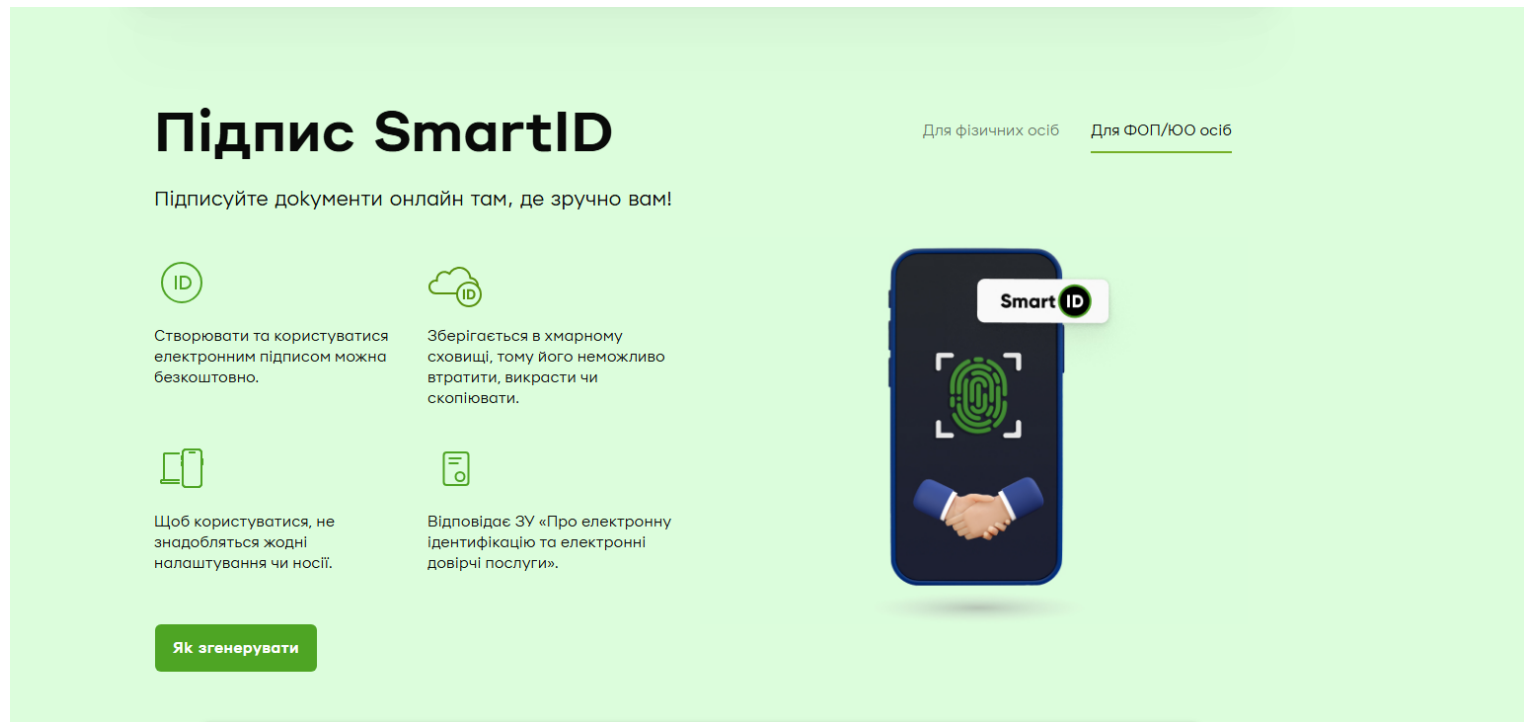 Підпис SmartID
Для фізичних осіб
Для ФОП/ЮО осіб
Підписуйте документи онлайн там, де зручно вам!
ID
Створювати та користуватися
електронним підписом можна
безкоштовно.
ID
Зберігається в хмарному
сховищі, тому його неможливо
втратити, викрасти чи
скопіювати.
Smart ID
Щоб користуватися, не
знадобляться жодні
налаштування чи носії.
Відповідає ЗУ «Про електронну
ідентифікацію та електронні
довірчі послуги».
Як згенерувати